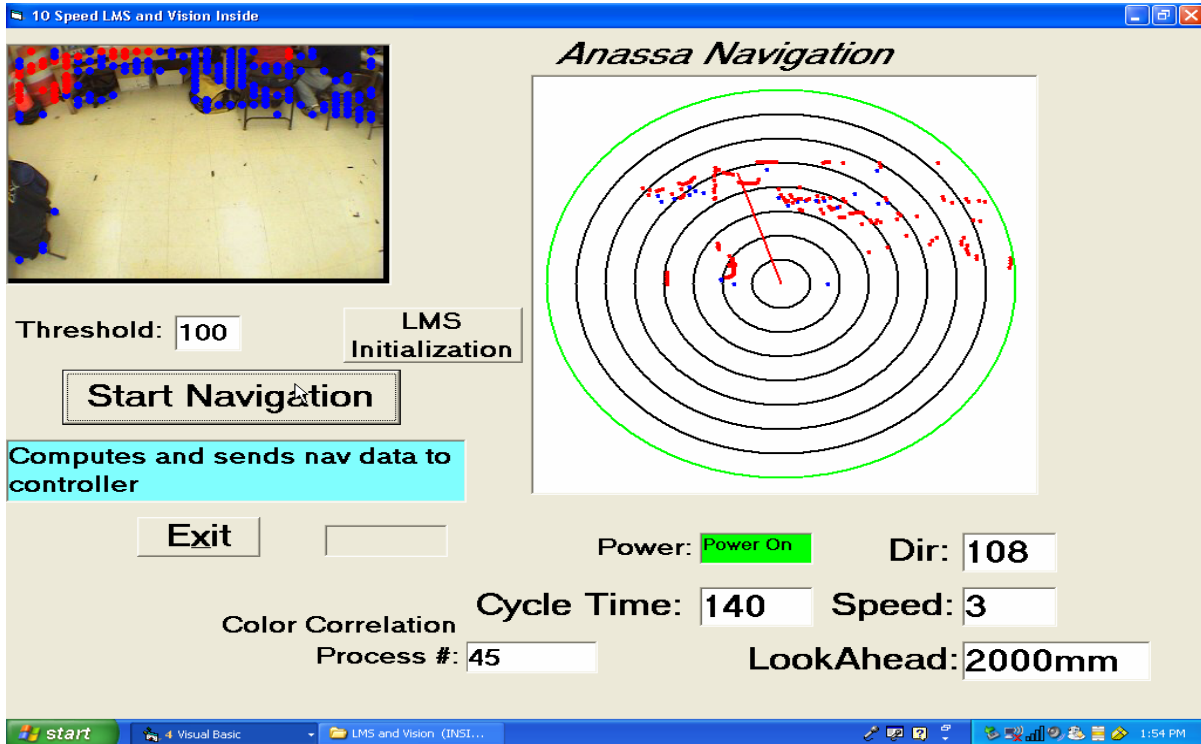 10 Speed LMS and Vision Inside
Anassa Navigation
Threshold: 100
LMS
Initialization
Start Navigation
Computes and sends nav data to
controller
Exit
Power: Power On
Dir: 108
Cycle Time: 140
Speed: 3
Color Correlation
Process #: 45
LookAhead: 2000mm
start
4 Visual Basic
LMS and Vision (INSI...
1:54 PM